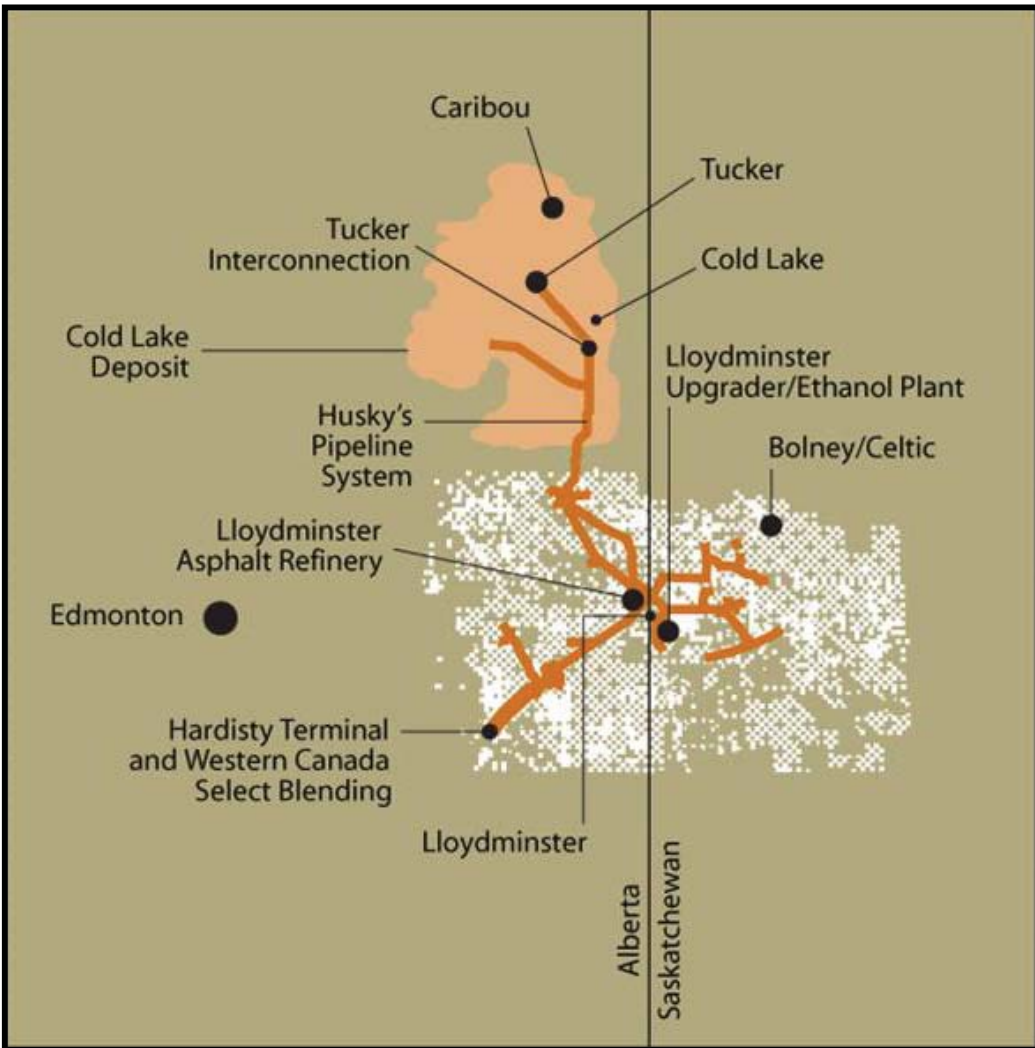 Caribou
Tucker
Tucker
Interconnection
Cold Lake
Cold Lake
Deposit
Lloydminster
Upgrader/Ethanol Plant
Husky's
Pipeline
System
Bolney/Celtic
Lloydminster
Asphalt Refinery
Edmonton
Hardisty Terminal
and Western Canada
Select Blending
Lloydminster
Alberta
Saskatchewan